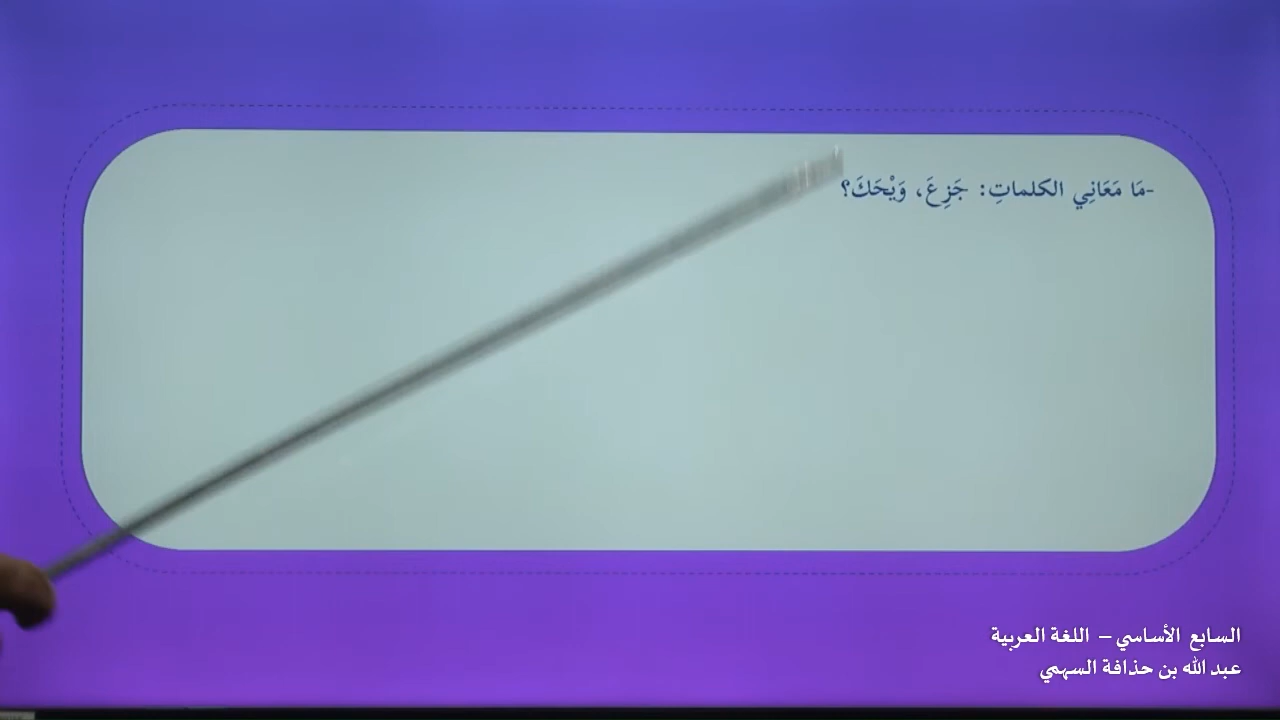 -مَا مَعَانِي الكلماتِ: جَزِعَ، وَيْحَكَ؟
السابع الأساسي – اللغة العربية
عبد الله بن حذافة السهمي